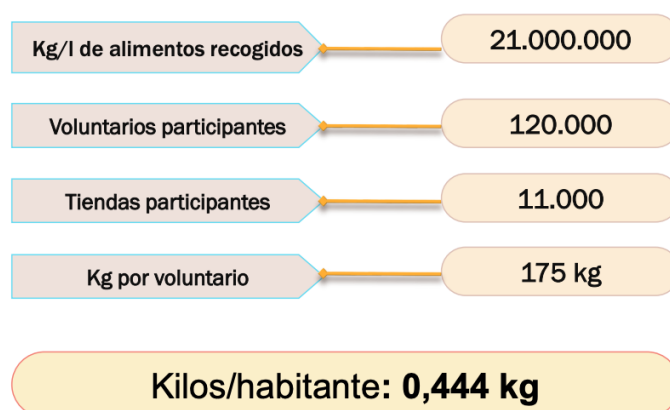 Kg/l de alimentos recogidos
21.000.000
Voluntarios participantes
120.000
Tiendas participantes
11.000
Kg por voluntario
175 kg
Kilos/habitante: 0,444 kg